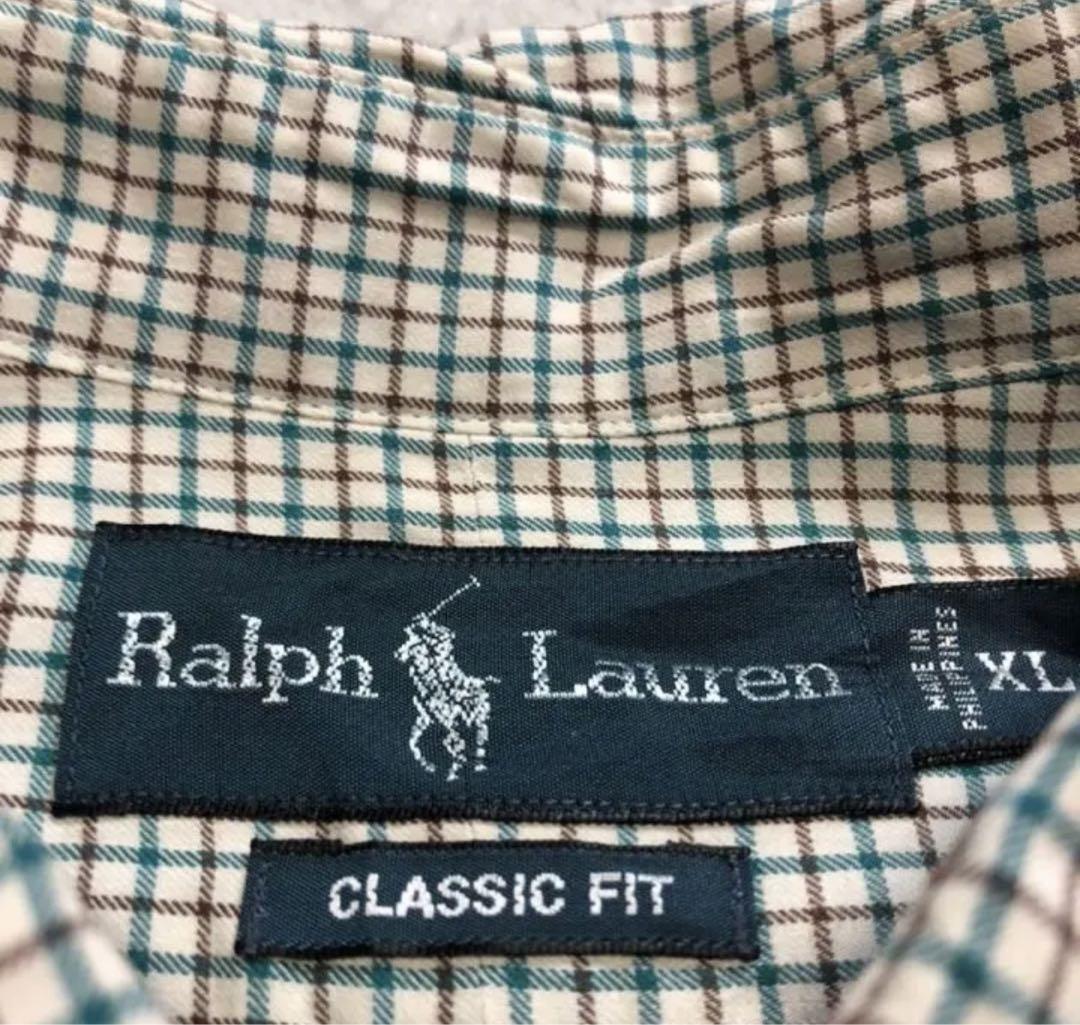 Ralph Lauren
MADE IN
PHILIPPINES
XL
CLASSIC FIT